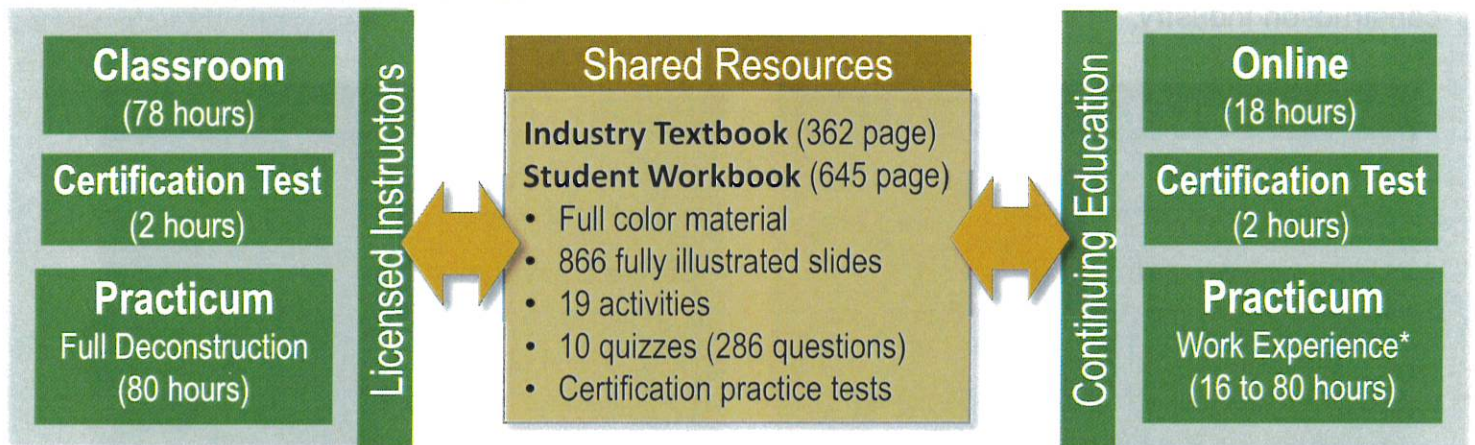 Classroom
(78 hours)
Certification Test
(2 hours)
Practicum
Full Deconstruction
(80 hours)
Licensed Instructors
Shared Resources
Industry Textbook (362 page)
Student Workbook (645 page)
• Full color material
• 866 fully illustrated slides
• 19 activities
• 10 quizzes (286 questions)
• Certification practice tests
Continuing Education
Online
(18 hours)
Certification Test
(2 hours)
Practicum
Work Experience*
(16 to 80 hours)